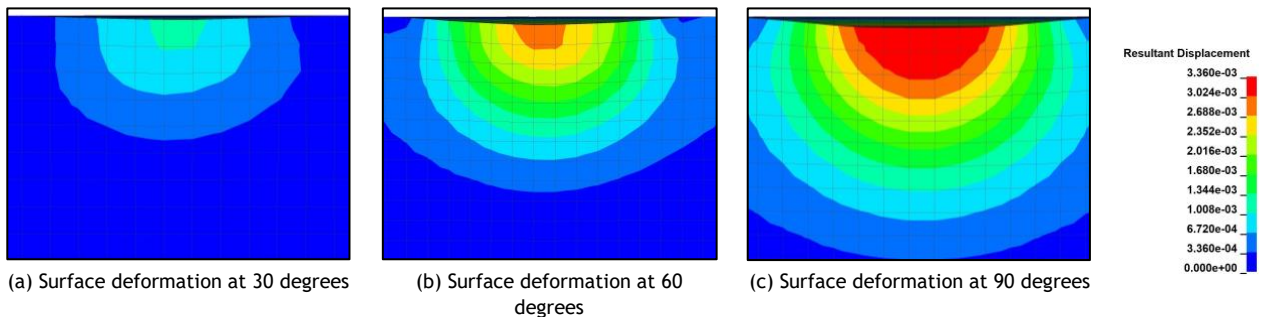 Resultant Displacement
3.360e-03
3.024e-03
2.688e-03
2.352e-03
2.016e-03
1.680e-03
1.344e-03
1.008e-03
6.720e-04
3.360e-04
0.000e+00
(a) Surface deformation at 30 degrees
(b) Surface deformation at 60
degrees
(c) Surface deformation at 90 degrees